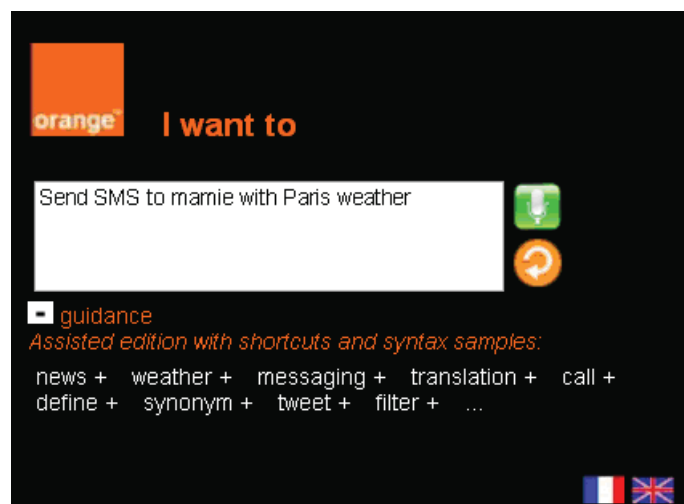 orange™
I want to
Send SMS to mamie with Paris weather
- guidance
Assisted edition with shortcuts and syntax samples:
news + weather + messaging + translation + call +
define + synonym + tweet + filter + ...